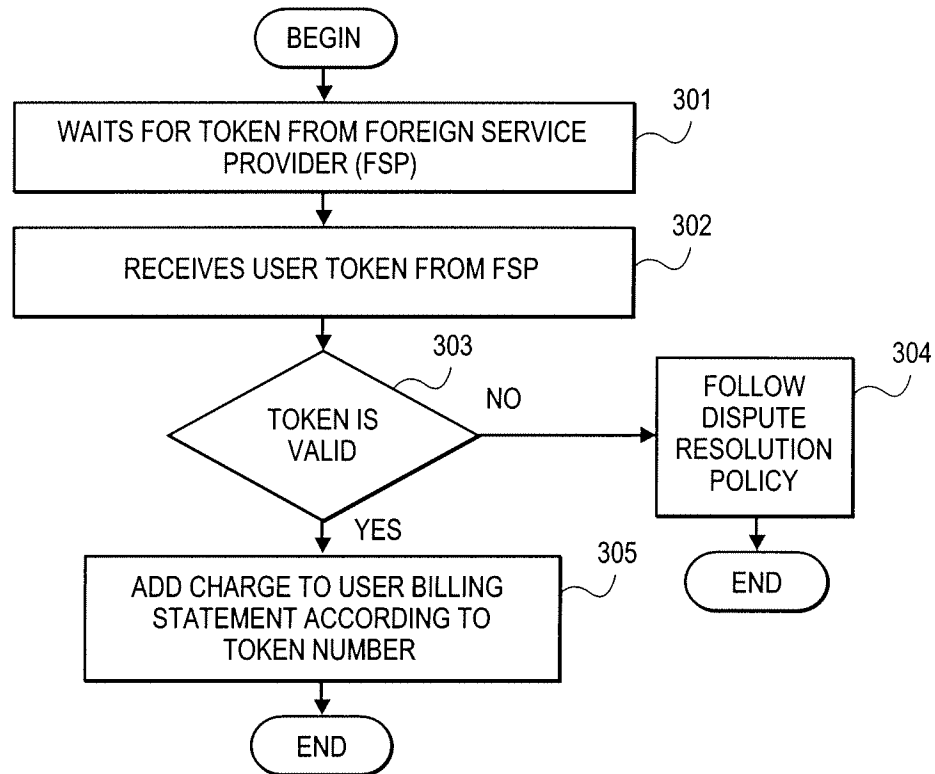 BEGIN
301
WAITS FOR TOKEN FROM FOREIGN SERVICE
PROVIDER (FSP)
302
RECEIVES USER TOKEN FROM FSP
303
TOKEN IS
VALID
NO
304
FOLLOW
DISPUTE
RESOLUTION
POLICY
END
YES
305
ADD CHARGE TO USER BILLING
STATEMENT ACCORDING TO
TOKEN NUMBER
END